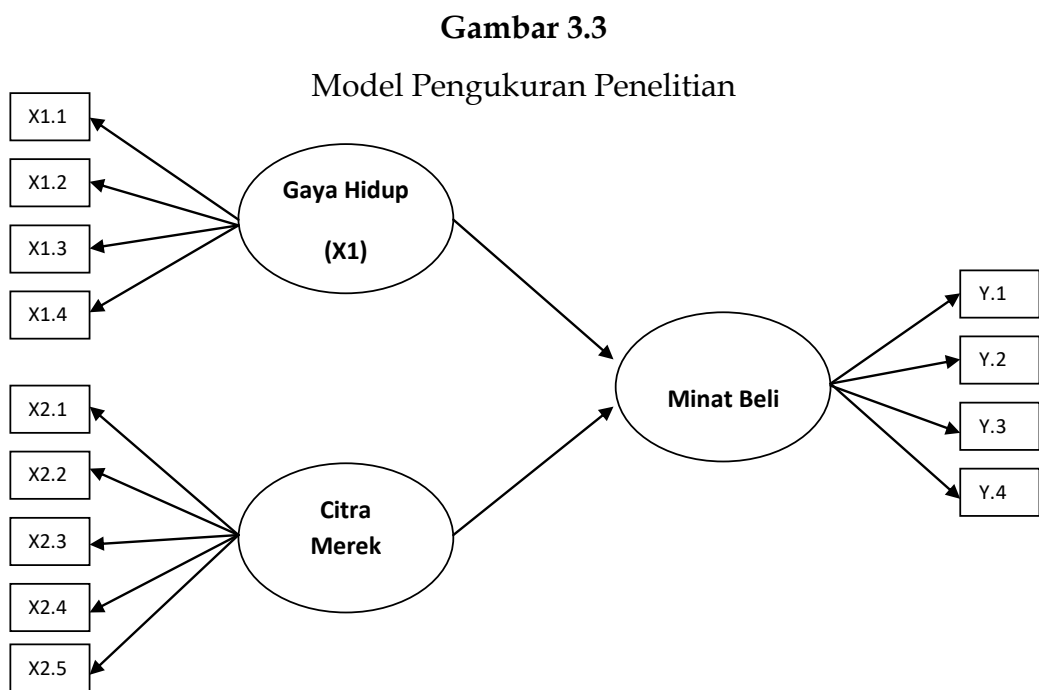 Gambar 3.3
Model Pengukuran Penelitian
X1.1
X1.2
X1.3
X1.4
Gaya Hidup
(X1)
X2.1
X2.2
X2.3
X2.4
X2.5
Citra
Merek
Minat Beli
Y.1
Y.2
Y.3
Y.4